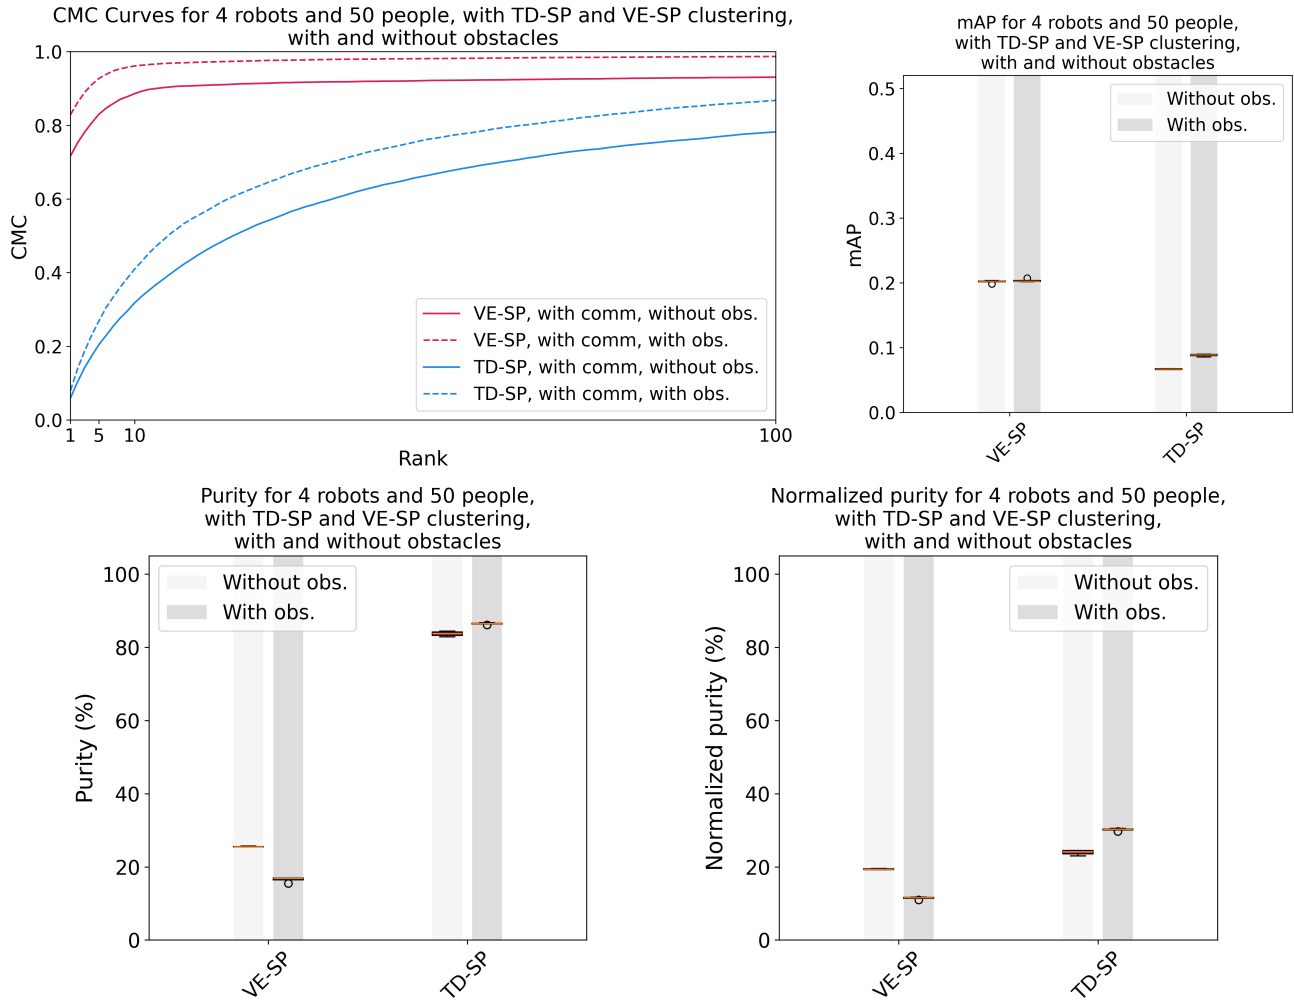 CMC Curves for 4 robots and 50 people, with TD-SP and VE-SP clustering,
with and without obstacles
1.0
0.8
0.6
0.4
0.2
0.0
CMC
1 5 10 100
Rank
VE-SP, with comm, without obs.
VE-SP, with comm, with obs.
TD-SP, with comm, without obs.
TD-SP, with comm, with obs.
mAP for 4 robots and 50 people,
with TD-SP and VE-SP clustering,
with and without obstacles
0.5
0.4
0.3
0.2
0.1
0.0
mAP
Without obs.
With obs.
VE-SP TD-SP
Purity for 4 robots and 50 people,
with TD-SP and VE-SP clustering,
with and without obstacles
100
80
60
40
20
0
Purity (%)
Without obs.
With obs.
VE-SP TD-SP
Normalized purity for 4 robots and 50 people,
with TD-SP and VE-SP clustering,
with and without obstacles
100
80
60
40
20
0
Normalized purity (%)
Without obs.
With obs.
VE-SP TD-SP